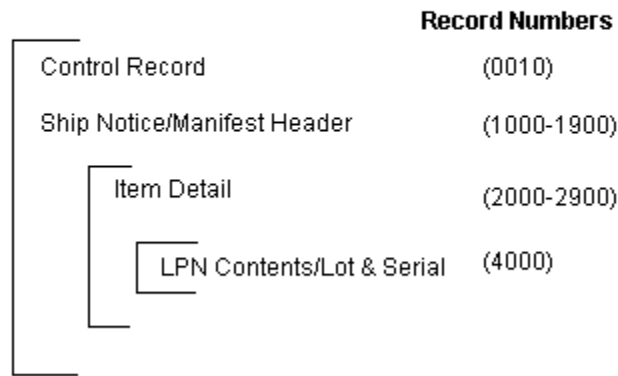 Record Numbers
Control Record (0010)
Ship Notice/Manifest Header (1000-1900)
Item Detail (2000-2900)
LPN Contents/Lot & Serial (4000)